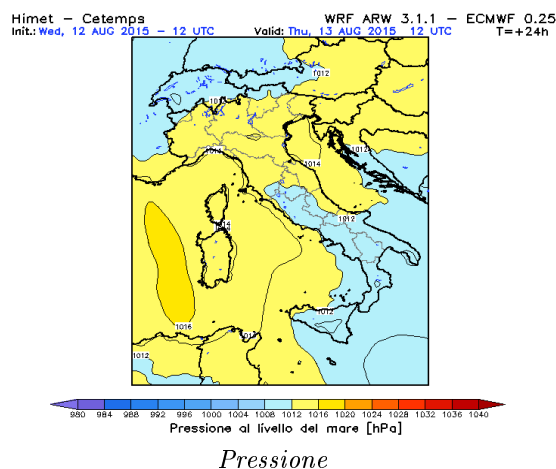 Himet – Cetemps WRF ARW 3.1.1 – ECMWF 0.25
Init.: Wed, 12 AUG 2015 – 12 UTC Valid: Thu, 13 AUG 2015 12 UTC T=+24h
1012
1014
1012
1014
1012
1014
1016
1012
1012
980 984 988 992 996 1000 1004 1008 1012 1016 1020 1024 1028 1032 1036 1040
Pressione al livello del mare [hPa]
Pressione